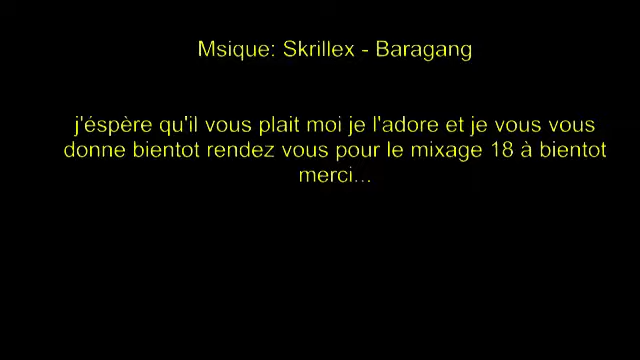 Msique: Skrillex - Baragang
j'éspère qu'il vous plait moi je l'adore et je vous vous
donne bientot rendez vous pour le mixage 18 à bientot
merci...